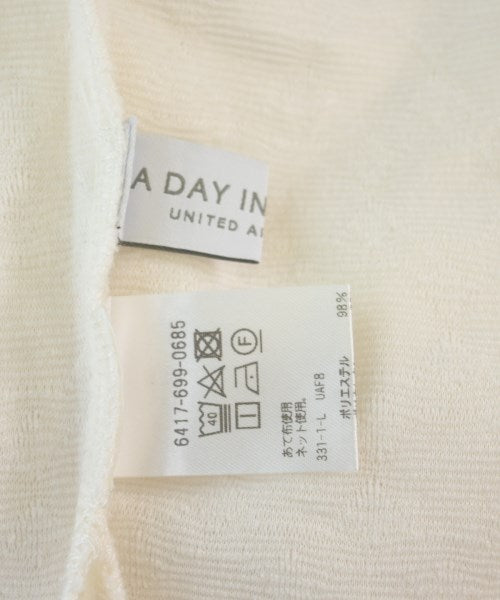 A DAY IN
UNITED
6417-699-0685
40
F
あて布使用
ネット使用。
331-1-L UAF8
ポリエステル 98%